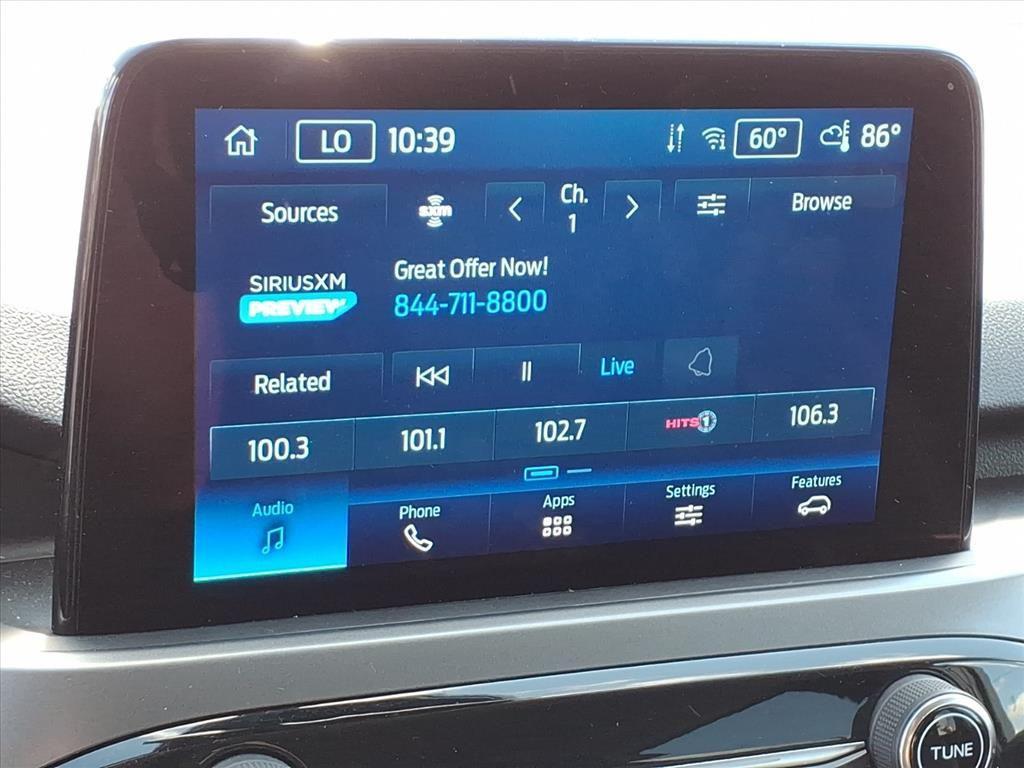 LO 10:39 60° 86°
Sources sxm Ch. Browse
1
SIRIUSXM Great Offer Now!
PREVIEW 844-711-8800
Related Live
100.3 101.1 102.7 HITS 1 106.3
Audio Phone Apps Settings Features
TUNE